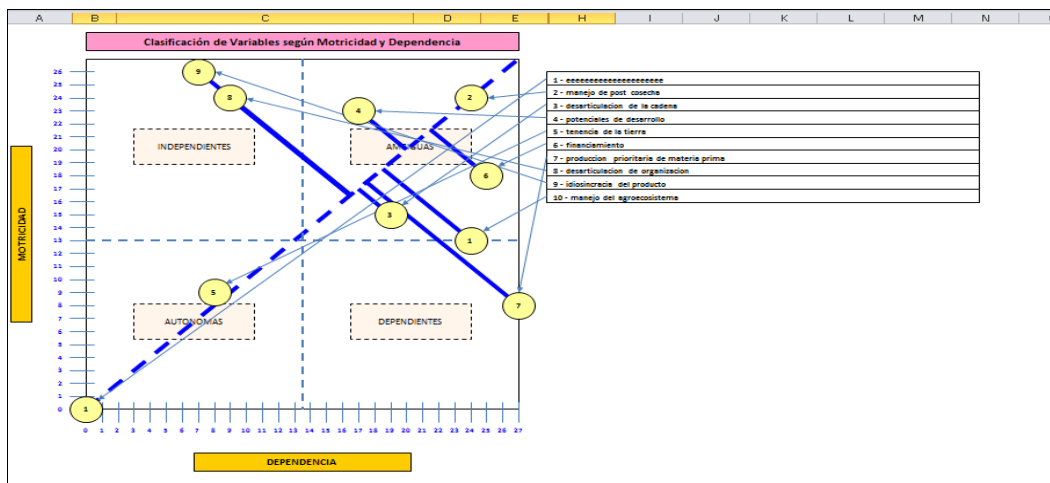 A B C D E H I J K L M N
Clasificación de Variables según Motricidad y Dependencia
26
25
24
23
22
21
20
19
18
17
16
15
14
13
12
11
10
9
8
7
6
5
4
3
2
1
0
9
8
4
2
6
3
1
5
7
1
INDEPENDIENTES
AUTONOMAS
DEPENDIENTES
MOTRICIDAD
0 1 2 3 4 5 6 7 8 9 10 11 12 13 14 15 16 17 18 19 20 21 22 23 24 25 26 27
DEPENDENCIA
1 - eeeeeeeeeeeeeeeeeeeee
2 - manejo de post cosecha
3 - desarticulacion de la cadena
4 - potenciales de desarrollo
5 - tenencia de la tierra
6 - financiamiento
7 - produccion prioritaria de materia prima
8 - desarticulacion de organizacion
9 - idiosincracia del producto
10 - manejo del agroecosistema